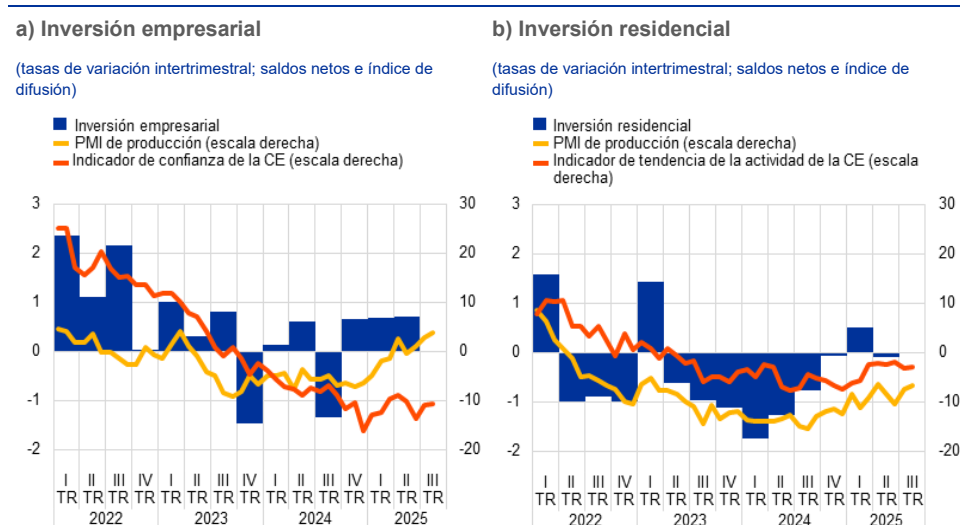 a) Inversión empresarial
(tasas de variación intertrimestral; saldos netos e índice de
difusión)
Inversión empresarial
PMI de producción (escala derecha)
Indicador de confianza de la CE (escala derecha)
3
2
1
0
-1
-2
30
20
10
0
-10
-20
I II III IV I II III IV I II III IV I II III
TR TR TR TR TR TR TR TR TR TR TR TR TR TR TR
2022 2023 2024 2025
b) Inversión residencial
(tasas de variación intertrimestral; saldos netos e índice de
difusión)
Inversión residencial
PMI de producción (escala derecha)
Indicador de tendencia de la actividad de la CE (escala
derecha)
3
2
1
0
-1
-2
30
20
10
0
-10
-20
I II III IV I II III IV I II III IV I II III
TR TR TR TR TR TR TR TR TR TR TR TR TR TR TR
2022 2023 2024 2025